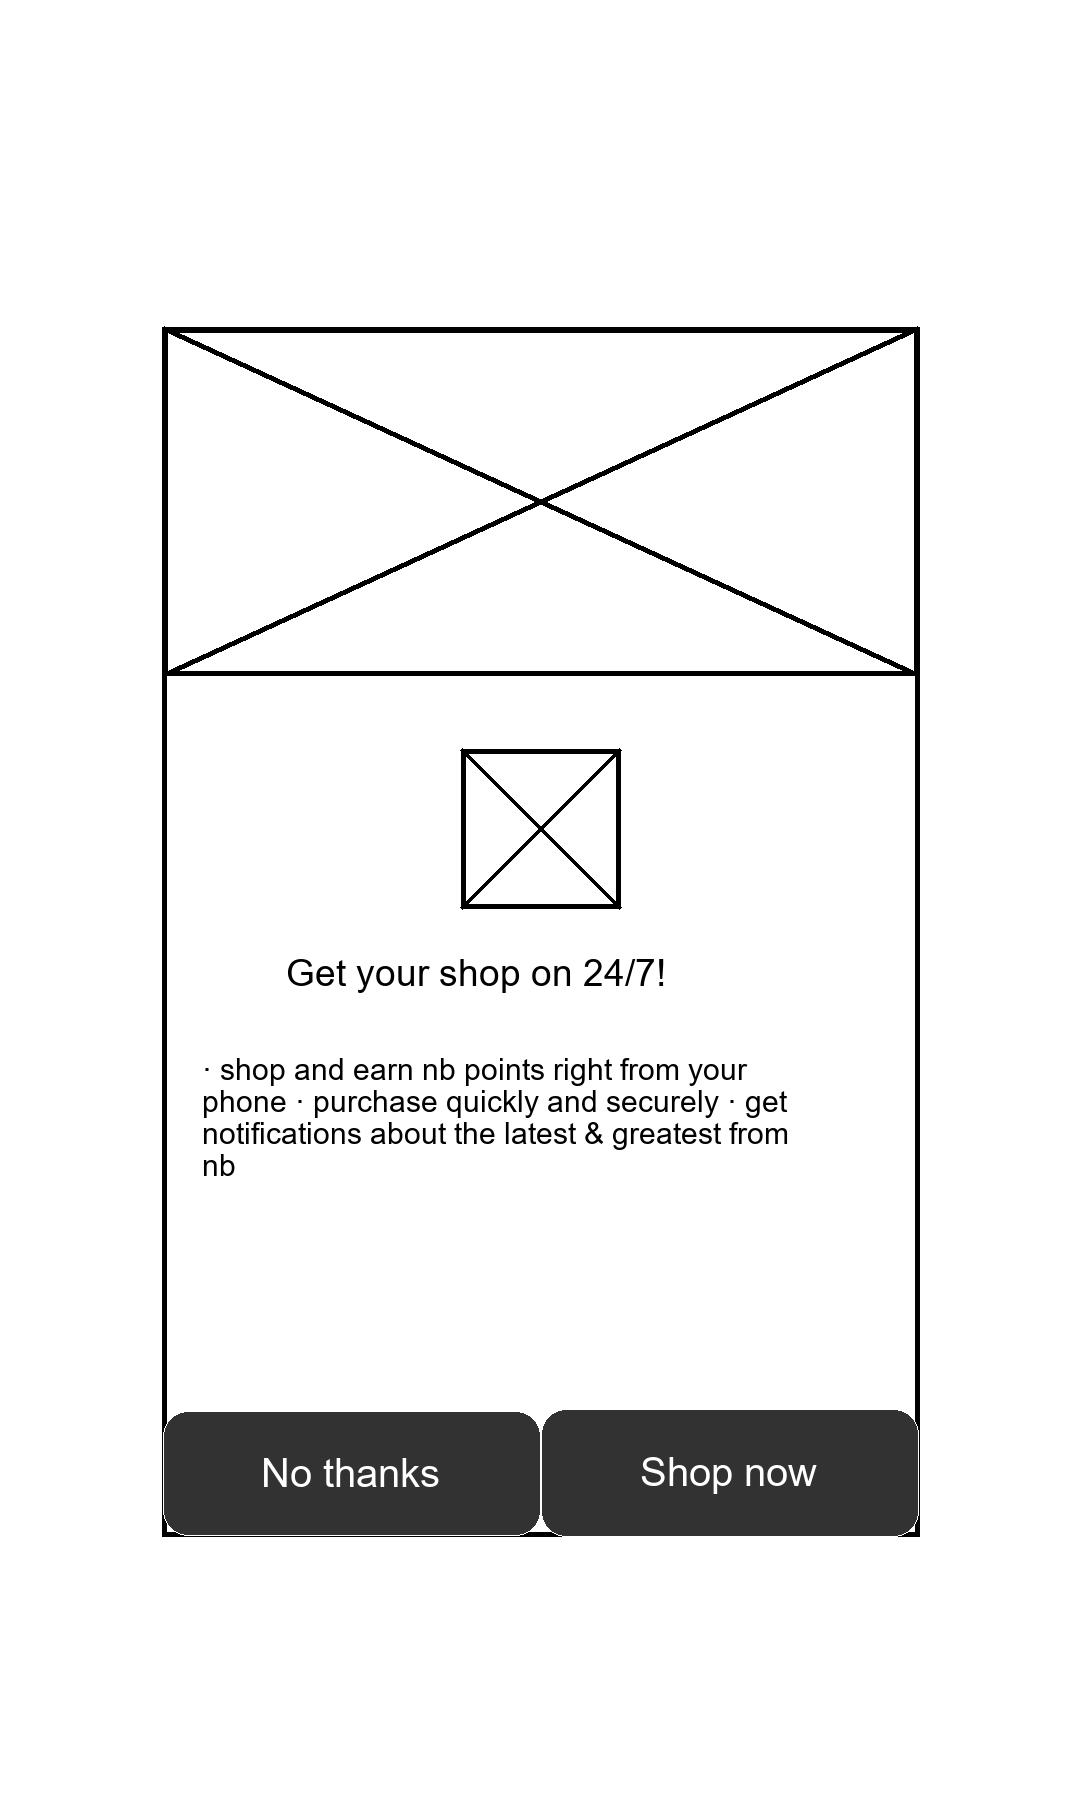 Get your shop on 24/7!
· shop and earn nb points right from your
phone · purchase quickly and securely · get
notifications about the latest & greatest from
nb
No thanks
Shop now